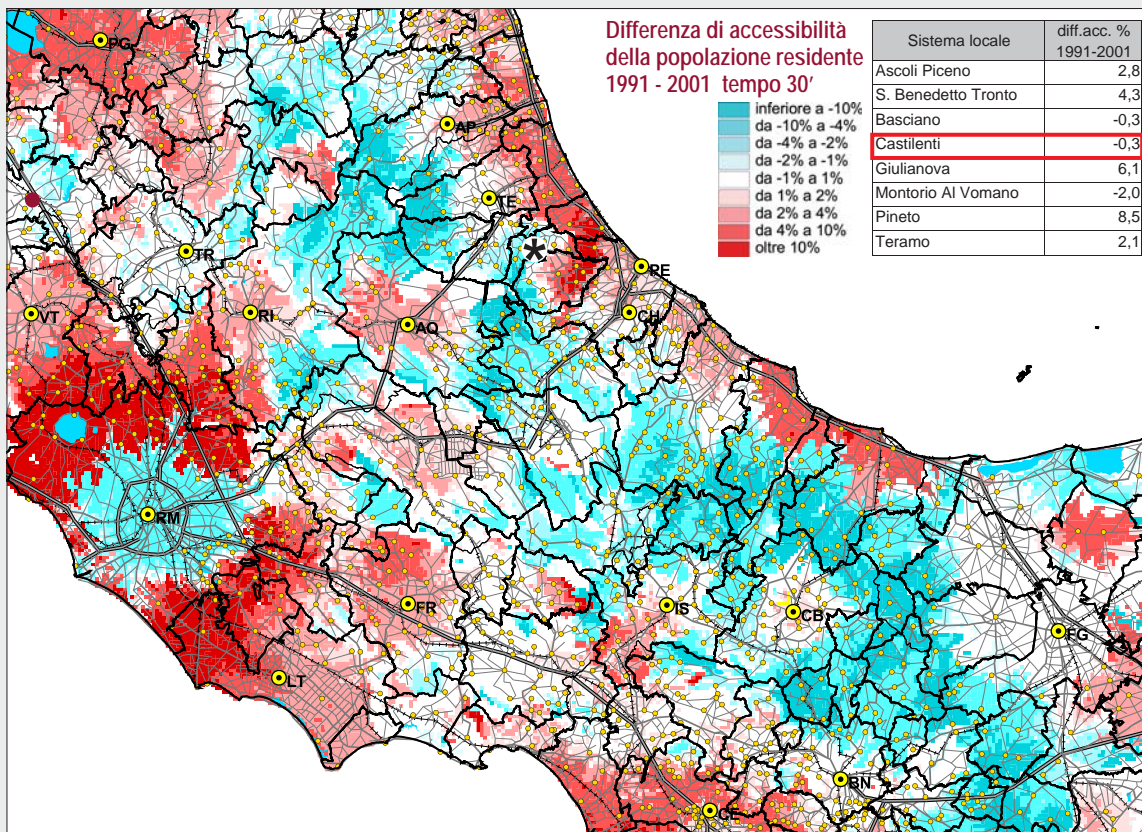 Differenza di accessibilità
della popolazione residente
1991 - 2001 tempo 30'
inferiore a -10%
da -10% a -4%
da -4% a -2%
da -2% a -1%
da -1% a 1%
da 1% a 2%
da 2% a 4%
da 4% a 10%
oltre 10%
Sistema locale diff.acc. % 1991-2001
Ascoli Piceno 2,8
S. Benedetto Tronto 4,3
Basciano -0,3
Castilenti -0,3
Giulianova 6,1
Montorio Al Vomano -2,0
Pineto 8,5
Teramo 2,1
PG
AP
TE
*
TR
PE
VT
RI
AQ
CH
RM
FR
IS
CB
FG
LT
BN
CE